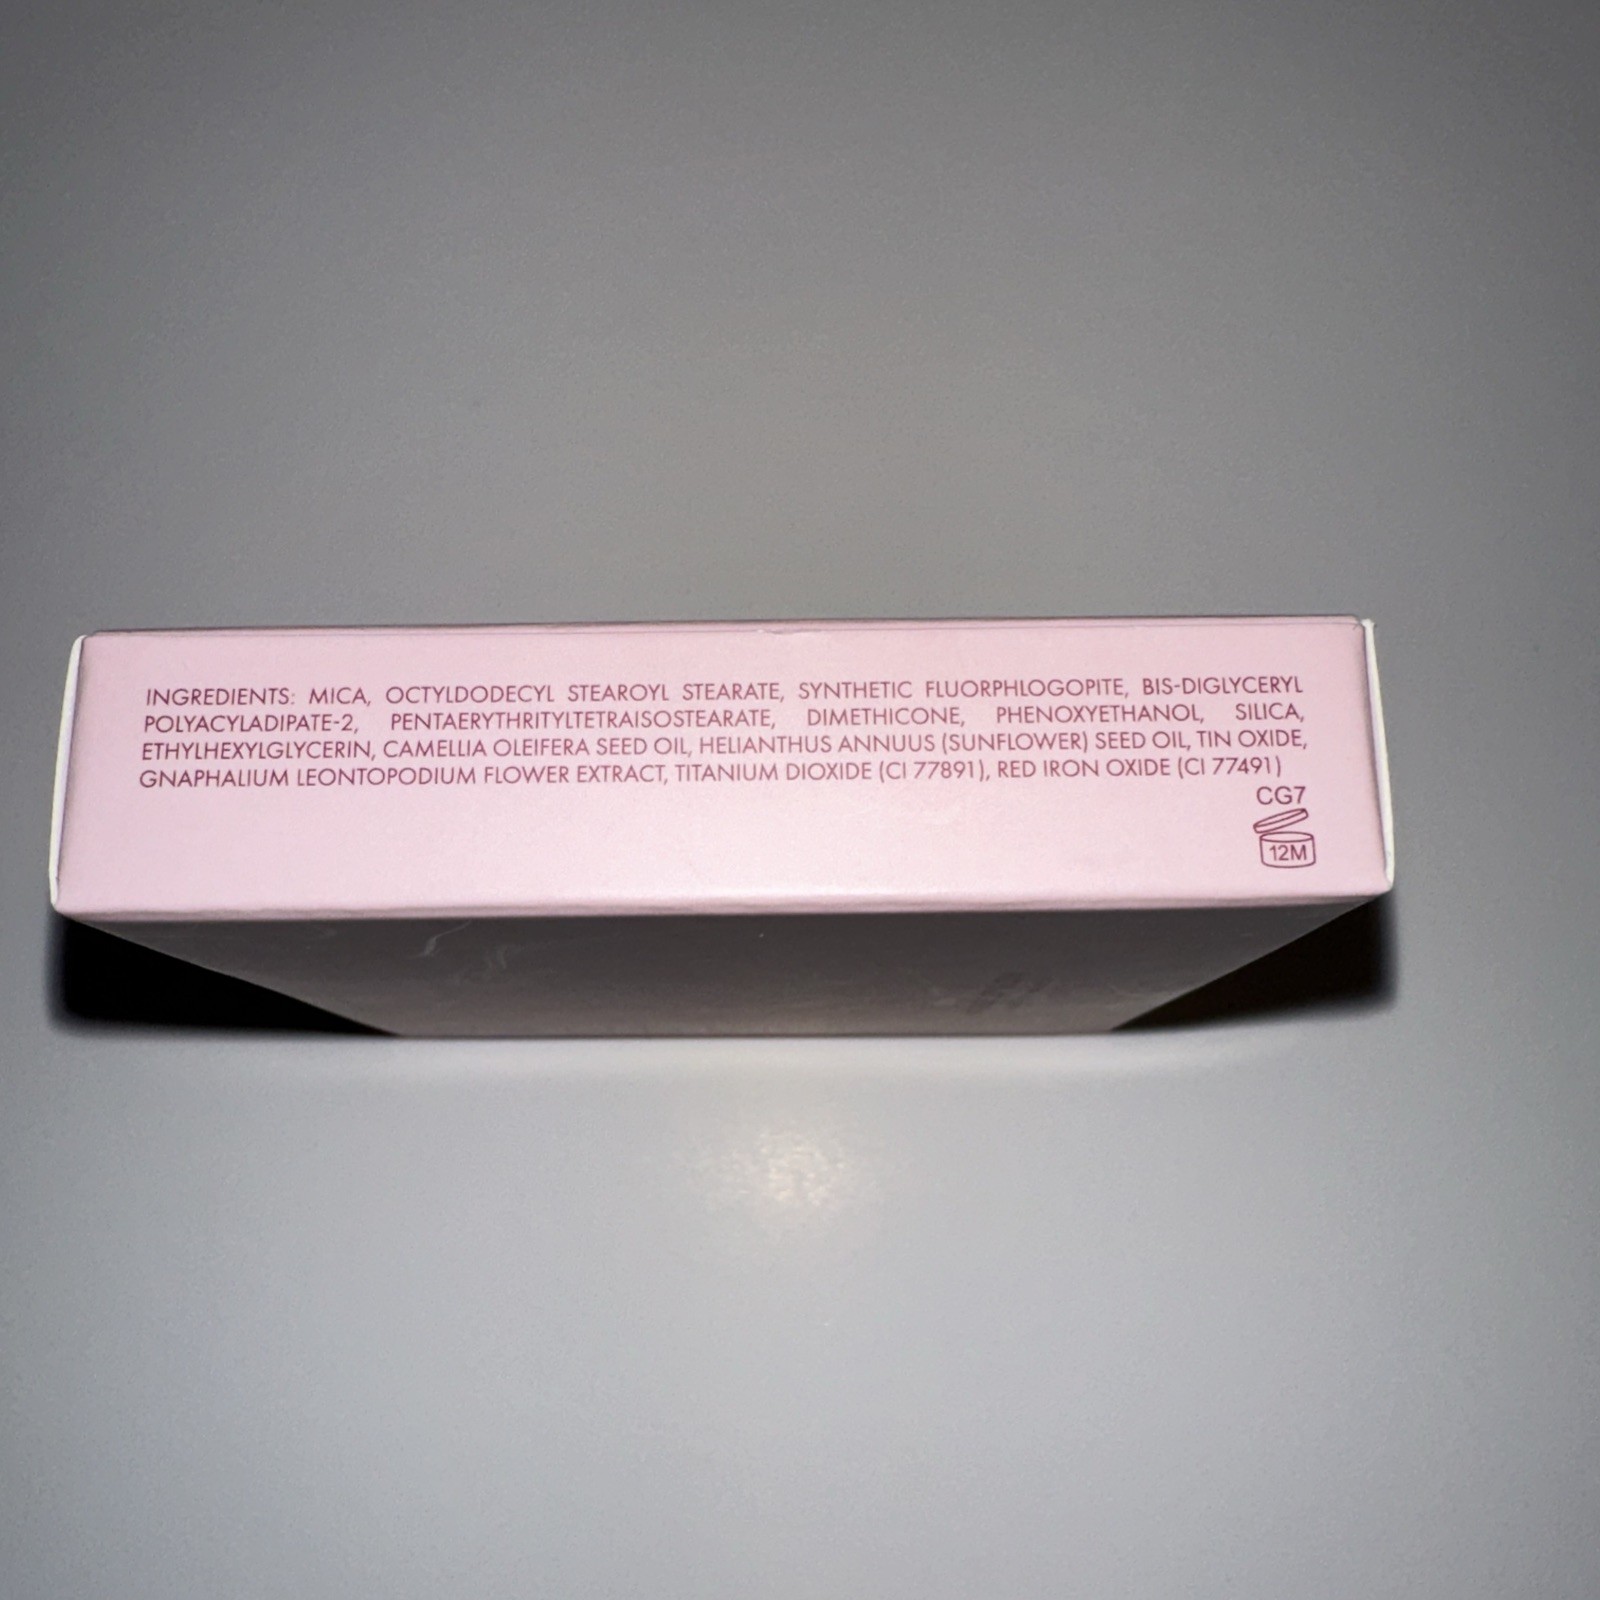 INGREDIENTS: MICA, OCTYLDODECYL STEAROYL STEARATE, SYNTHETIC FLUORPHLOGOPITE, BIS-DIGLYCERYL
POLYACYLADIPATE-2, PENTAERYTHRITYLTETRAISOSTEARATE, DIMETHICONE, PHENOXYETHANOL, SILICA,
ETHYLHEXYLGLYCERIN, CAMELLIA OLEIFERA SEED OIL, HELIANTHUS ANNUUS (SUNFLOWER) SEED OIL, TIN OXIDE,
GNAPHALIUM LEONTOPODIUM FLOWER EXTRACT, TITANIUM DIOXIDE (CI 77891), RED IRON OXIDE (CI 77491)
CG7
12M